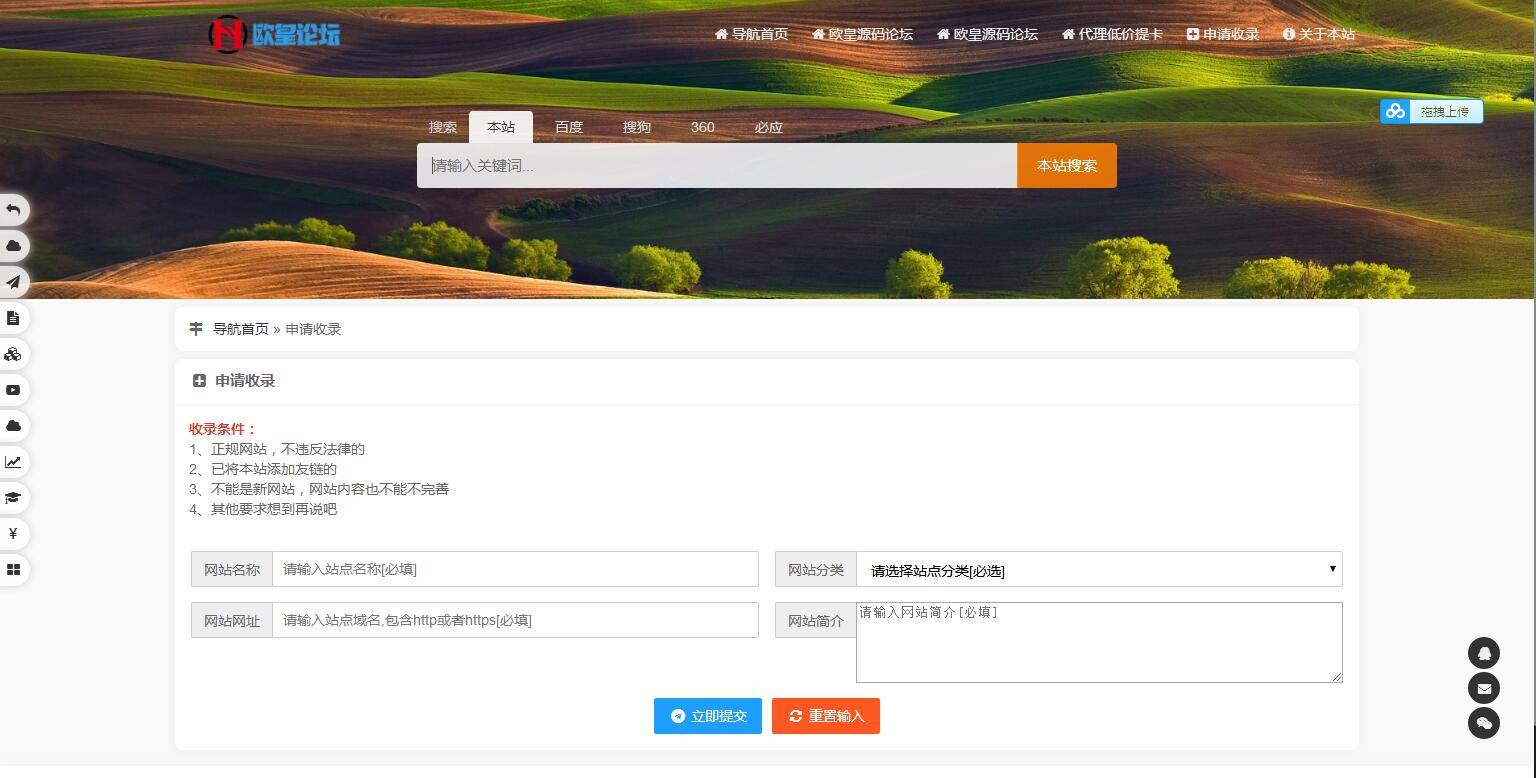 欧皇论坛
导航首页 欧皇源码论坛 欧皇源码论坛 代理低价提卡 申请收录 关于本站
拖拽上传
搜索 本站 百度 搜狗 360 必应
请输入关键词... 本站搜索
导航首页 » 申请收录
申请收录
收录条件：
1、正规网站，不违反法律的
2、已将本站添加友链的
3、不能是新网站，网站内容也不能不完善
4、其他要求想到再说吧
网站名称 请输入站点名称[必填] 网站分类 请选择站点分类[必选]
网站网址 请输入站点域名,包含http或者https[必填] 网站简介 请输入网站简介[必填]
立即提交 重置输入